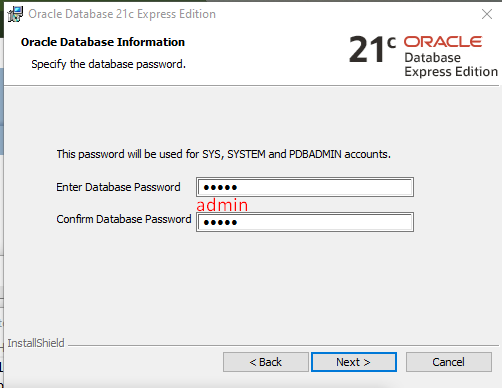 Oracle Database 21c Express Edition
Oracle Database Information
Specify the database password.
21c ORACLE
Database
Express Edition
This password will be used for SYS, SYSTEM and PDBADMIN accounts.
Enter Database Password •••••
admin
Confirm Database Password •••••
InstallShield
< Back Next > Cancel